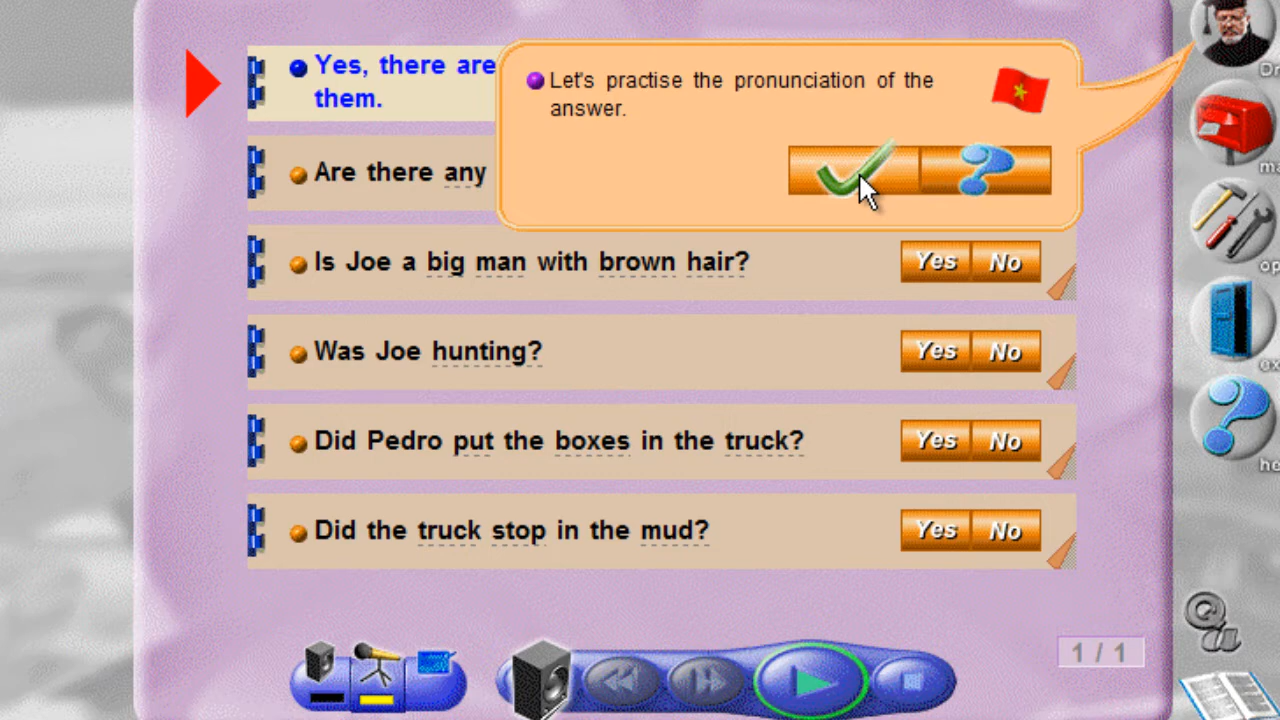 Yes, there are
them.
Let's practise the pronunciation of the
answer.
Are there any
Is Joe a big man with brown hair?
Yes No
Was Joe hunting?
Yes No
Did Pedro put the boxes in the truck?
Yes No
Did the truck stop in the mud?
Yes No
1 / 1